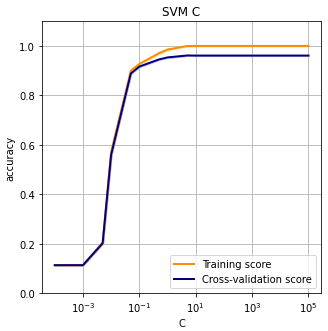 SVM C
accuracy
1.0
0.8
0.6
0.4
0.2
0.0
Training score
Cross-validation score
10⁻³
10⁻¹
10¹
10³
10⁵
C